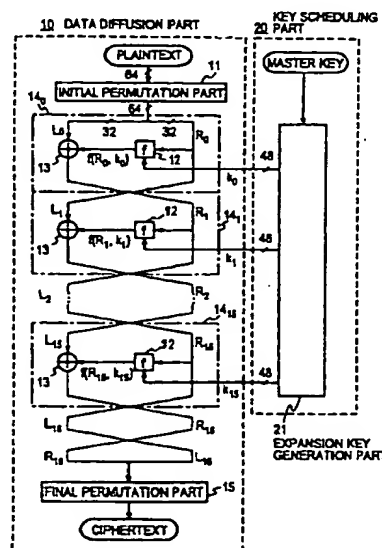 10 DATA DIFFUSION PART
20 KEY SCHEDULING PART
PLAINTEXT
MASTER KEY
64
11
INITIAL PERMUTATION PART
64
14₀
32 32
L₀ R₀
f
13 f(R₀, k₀) 12
k₀ 48
L₁ 12 R₁ 14₁
f
13 f(R₁, k₁)
k₁ 48
L₂ R₂
14₁₅
L₁₅ 12 R₁₅
f
13 f(R₁₅, k₁₅)
k₁₅ 48
L₁₆ R₁₆
R₁₆ L₁₆
21
EXPANSION KEY GENERATION PART
FINAL PERMUTATION PART 15
CIPHERTEXT